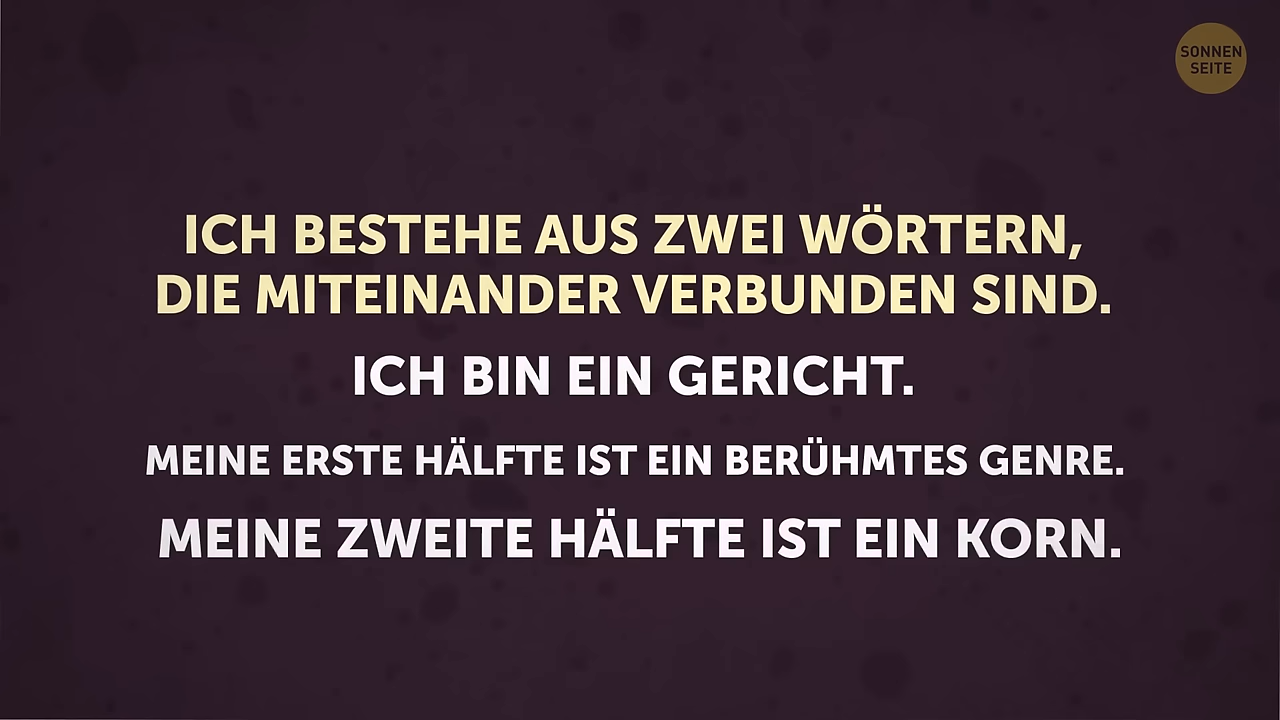 SONNEN
SEITE
ICH BESTEHE AUS ZWEI WÖRTERN,
DIE MITEINANDER VERBUNDEN SIND.
ICH BIN EIN GERICHT.
MEINE ERSTE HÄLFTE IST EIN BERÜHMTES GENRE.
MEINE ZWEITE HÄLFTE IST EIN KORN.